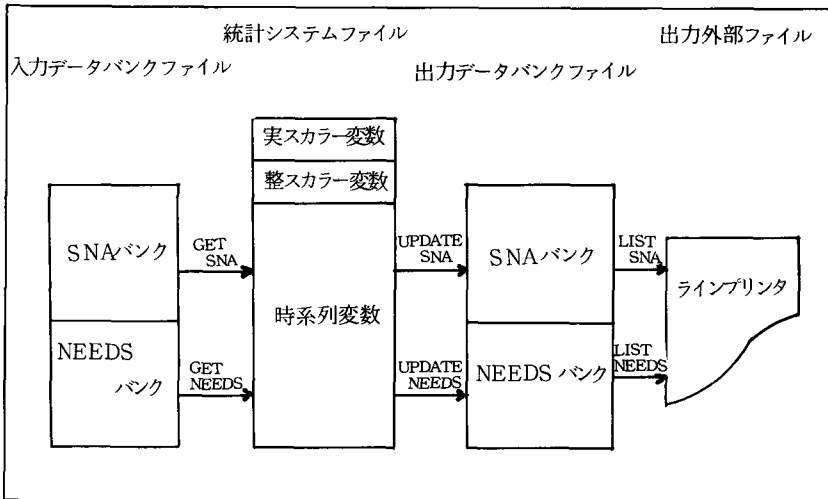 統計システムファイル
出力外部ファイル
入力データバンクファイル
出力データバンクファイル
実スカラー変数
整スカラー変数
SNAバンク
GET
SNA
時系列変数
UPDATE
SNA
SNAバンク
LIST
SNA
ラインプリンタ
NEEDS
バンク
GET
NEEDS
UPDATE
NEEDS
NEEDSバンク
LIST
NEEDS